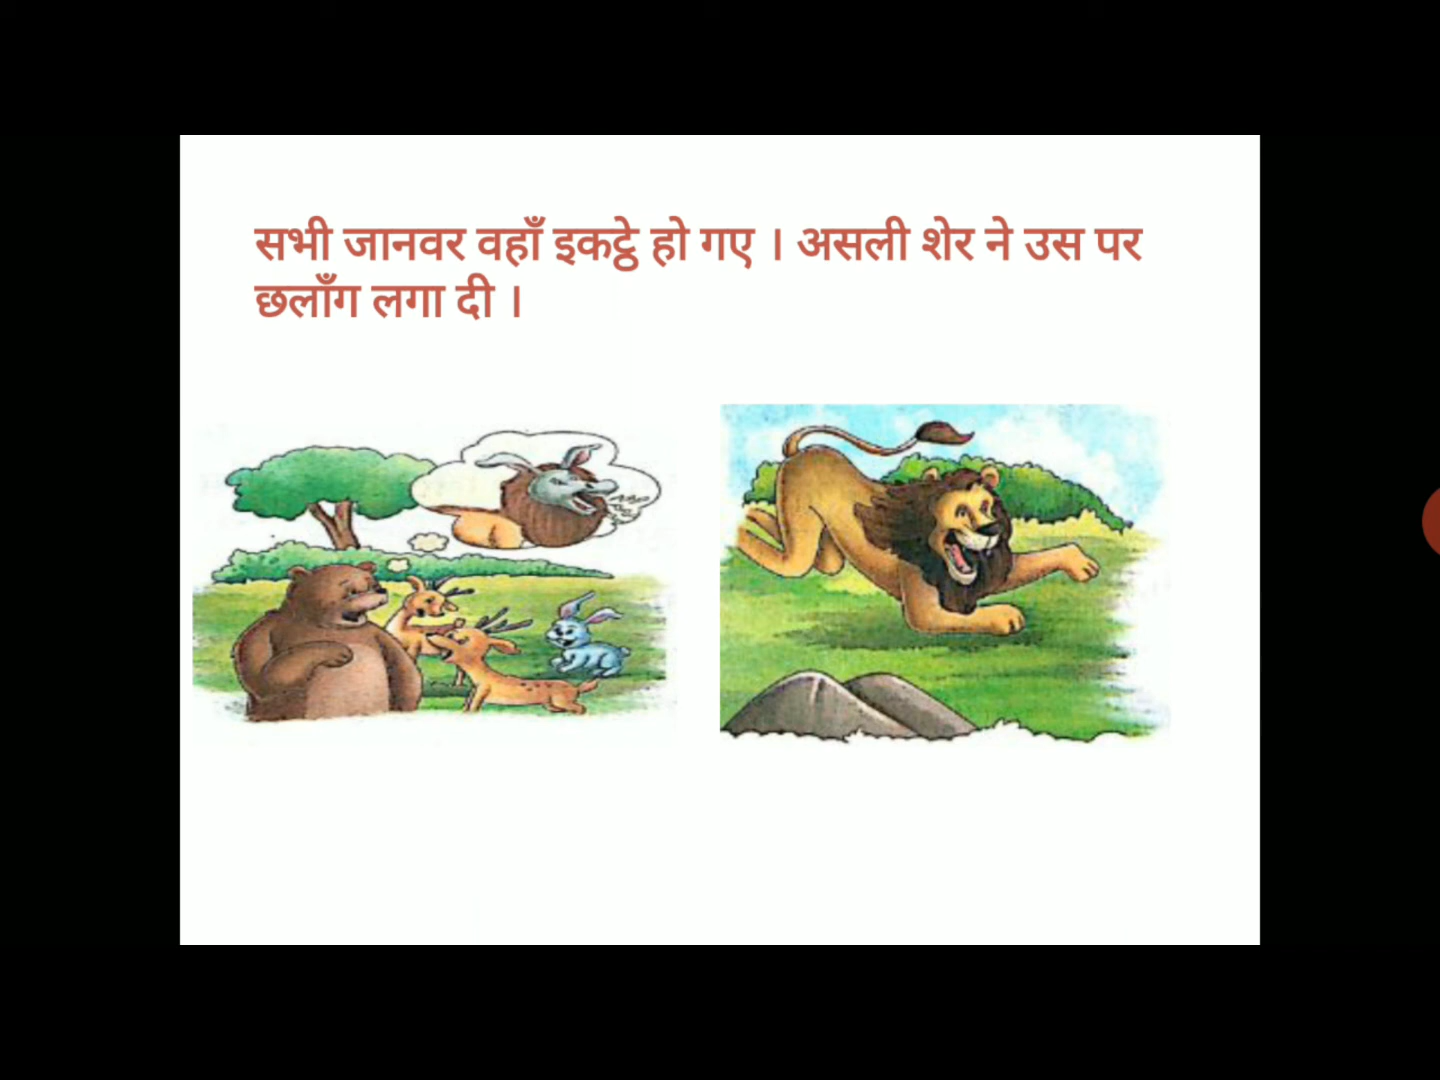 सभी जानवर वहाँ इकट्ठे हो गए । असली शेर ने उस पर
छलाँग लगा दी ।